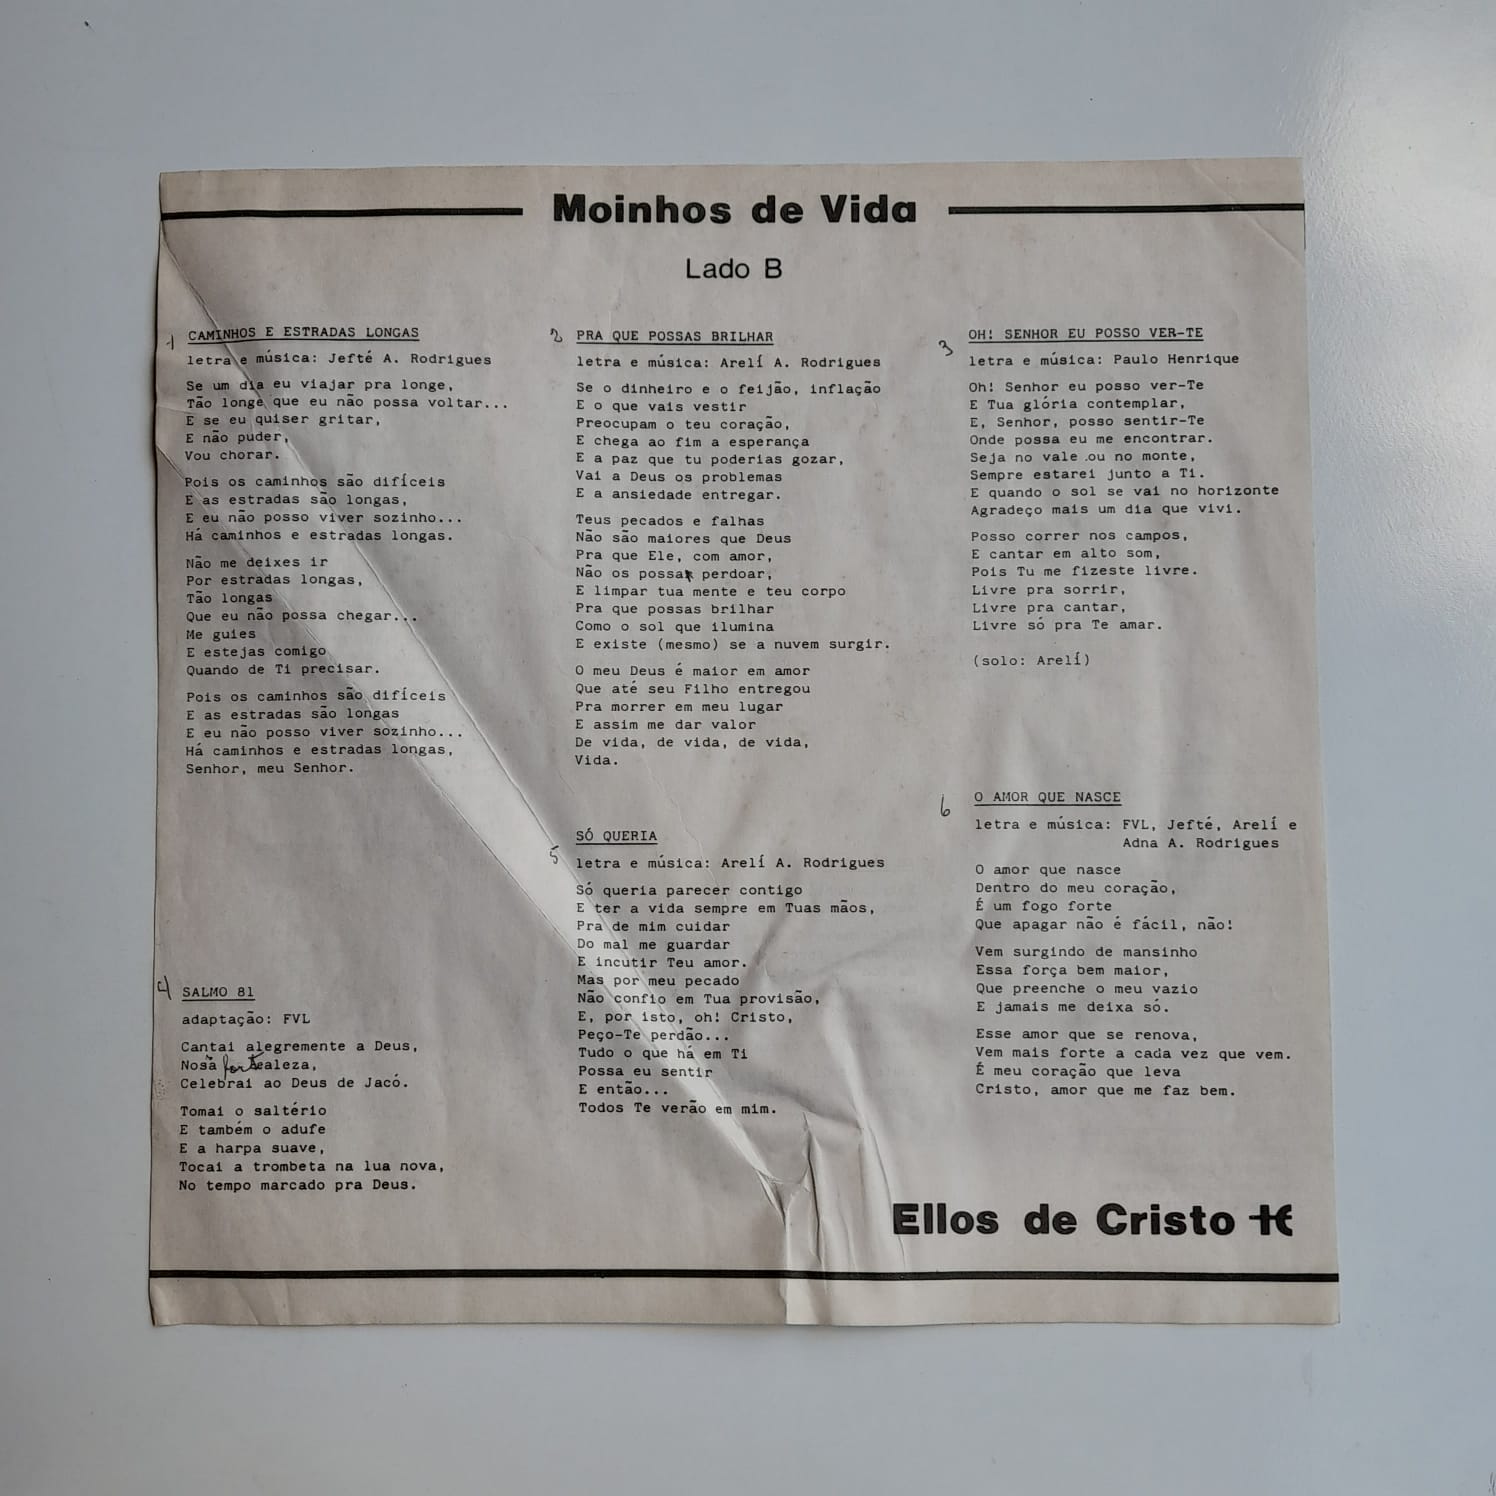 Moinhos de Vida
Lado B
1
CAMINHOS E ESTRADAS LONGAS
letra e música: Jefté A. Rodrigues
Se um dia eu viajar pra longe,
Tão longe que eu não possa voltar...
E se eu quiser gritar,
E não puder,
Vou chorar.
Pois os caminhos são difíceis
E as estradas são longas,
E eu não posso viver sozinho...
Há caminhos e estradas longas.
Não me deixes ir
Por estradas longas,
Tão longas
Que eu não possa chegar...
Me guies
E estejas comigo
Quando de Ti precisar.
Pois os caminhos são difíceis
E as estradas são longas
E eu não posso viver sozinho...
Há caminhos e estradas longas,
Senhor, meu Senhor.
2
PRA QUE POSSAS BRILHAR
letra e música: Arelí A. Rodrigues
Se o dinheiro e o feijão, inflação
E o que vais vestir
Preocupam o teu coração,
E chega ao fim a esperança
E a paz que tu poderias gozar,
Vai a Deus os problemas
E a ansiedade entregar.
Teus pecados e falhas
Não são maiores que Deus
Pra que Ele, com amor,
Não os possa perdoar,
E limpar tua mente e teu corpo
Pra que possas brilhar
Como o sol que ilumina
E existe (mesmo) se a nuvem surgir.
O meu Deus é maior em amor
Que até seu Filho entregou
Pra morrer em meu lugar
E assim me dar valor
De vida, de vida, de vida,
Vida.
3
OH! SENHOR EU POSSO VER-TE
letra e música: Paulo Henrique
Oh! Senhor eu posso ver-Te
E Tua glória contemplar,
E, Senhor, posso sentir-Te
Onde possa eu me encontrar.
Seja no vale .ou no monte,
Sempre estarei junto a Ti.
E quando o sol se vai no horizonte
Agradeço mais um dia que vivi.
Posso correr nos campos,
E cantar em alto som,
Pois Tu me fizeste livre.
Livre pra sorrir,
Livre pra cantar,
Livre só pra Te amar.
(solo: Arelí)
4
SALMO 81
adaptação: FVL
Cantai alegremente a Deus,
Nosa fortaleza,
Celebrai ao Deus de Jacó.
Tomai o saltério
E também o adufe
E a harpa suave,
Tocai a trombeta na lua nova,
No tempo marcado pra Deus.
5
SÓ QUERIA
letra e música: Arelí A. Rodrigues
Só queria parecer contigo
E ter a vida sempre em Tuas mãos,
Pra de mim cuidar
Do mal me guardar
E incutir Teu amor.
Mas por meu pecado
Não confio em Tua provisão,
E, por isto, oh! Cristo,
Peço-Te perdão...
Tudo o que há em Ti
Possa eu sentir
E então...
Todos Te verão em mim.
6
O AMOR QUE NASCE
letra e música: FVL, Jefté, Arelí e
Adna A. Rodrigues
O amor que nasce
Dentro do meu coração,
É um fogo forte
Que apagar não é fácil, não!
Vem surgindo de mansinho
Essa força bem maior,
Que preenche o meu vazio
E jamais me deixa só.
Esse amor que se renova,
Vem mais forte a cada vez que vem.
É meu coração que leva
Cristo, amor que me faz bem.
Ellos de Cristo